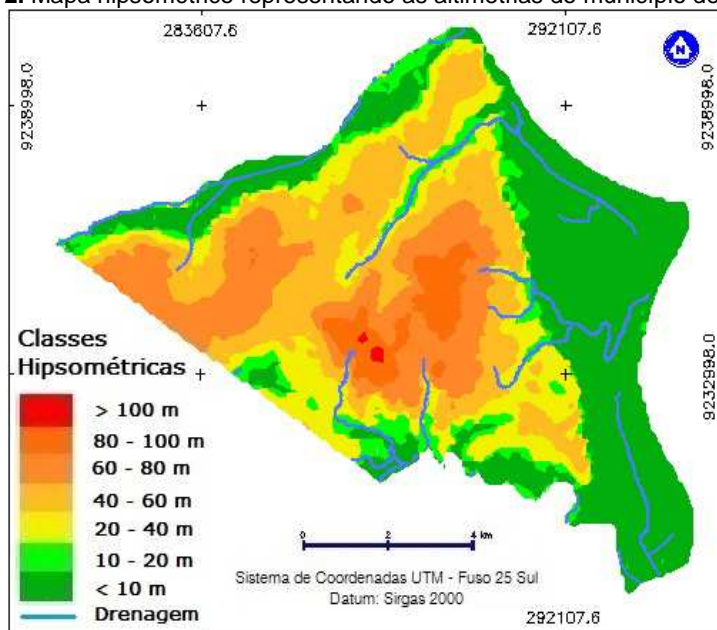 2. Mapa hipsométrico representando as altimetrias do município de
283607.6 292107.6
N
9238998.0 9238998.0
9232998.0
Classes
Hipsométricas
> 100 m
80 - 100 m
60 - 80 m
40 - 60 m
20 - 40 m
10 - 20 m
< 10 m
Drenagem
0 2 4 km
Sistema de Coordenadas UTM - Fuso 25 Sul
Datum: Sirgas 2000
292107.6